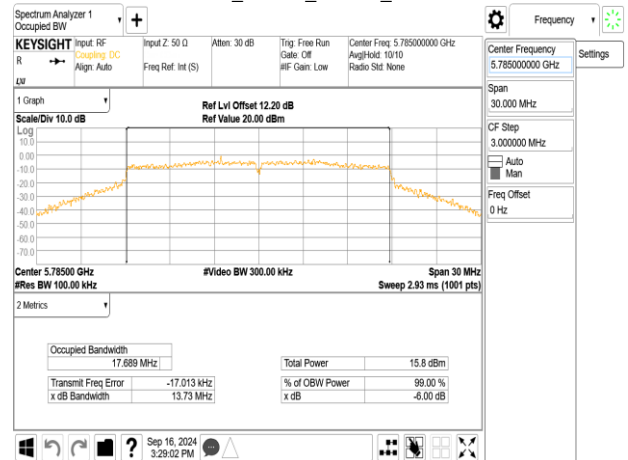 Spectrum Analyzer 1
Occupied BW
Frequency
KEYSIGHT
R
LXI
Input: RF
Coupling: DC
Align: Auto
Input Z: 50 Ω
Freq Ref: Int (S)
Atten: 30 dB
Trig: Free Run
Gate: Off
#IF Gain: Low
Center Freq: 5.785000000 GHz
Avg|Hold: 10/10
Radio Std: None
Center Frequency
5.785000000 GHz
Settings
Span
30.000 MHz
CF Step
3.000000 MHz
Auto
Man
Freq Offset
0 Hz
1 Graph
Ref Lvl Offset 12.20 dB
Scale/Div 10.0 dB
Ref Value 20.00 dBm
Log
10.0
0.00
-10.0
-20.0
-30.0
-40.0
-50.0
-60.0
-70.0
Center 5.78500 GHz
#Video BW 300.00 kHz
Span 30 MHz
#Res BW 100.00 kHz
Sweep 2.93 ms (1001 pts)
2 Metrics
Occupied Bandwidth
17.689 MHz
Total Power 15.8 dBm
Transmit Freq Error -17.013 kHz
% of OBW Power 99.00 %
x dB Bandwidth 13.73 MHz
x dB -6.00 dB
?
Sep 16, 2024
3:29:02 PM